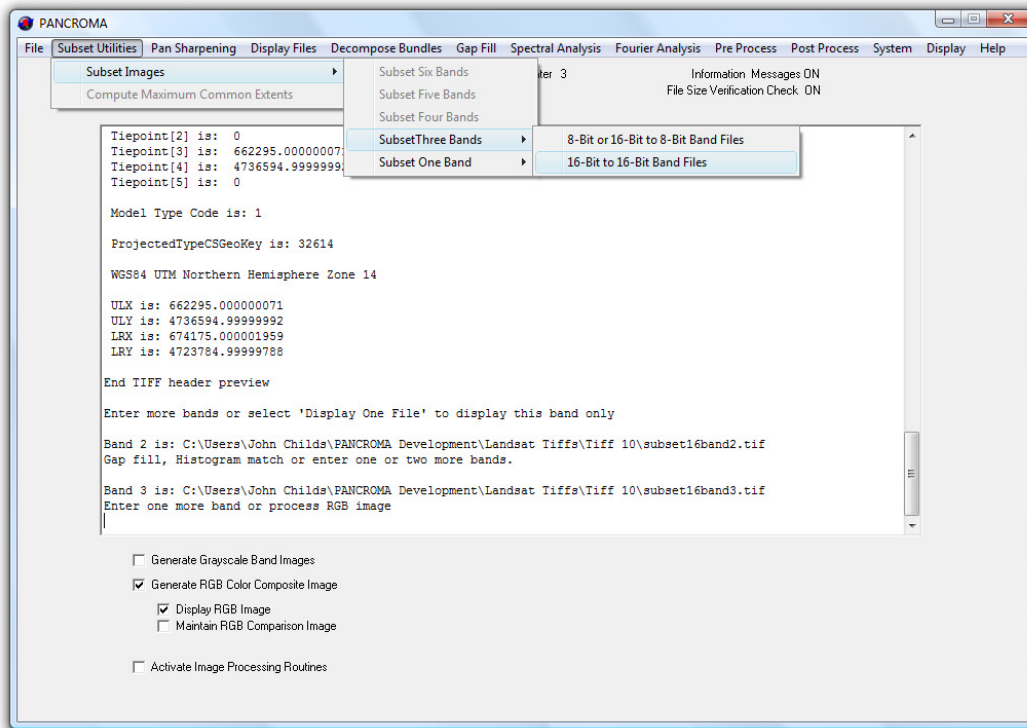 PANCROMA
File Subset Utilities Pan Sharpening Display Files Decompose Bundles Gap Fill Spectral Analysis Fourier Analysis Pre Process Post Process System Display Help
Subset Images
Compute Maximum Common Extents
Subset Six Bands
Subset Five Bands
Subset Four Bands
SubsetThree Bands
Subset One Band
8-Bit or 16-Bit to 8-Bit Band Files
16-Bit to 16-Bit Band Files
3
Information Messages ON
File Size Verification Check ON
Tiepoint[2] is: 0
Tiepoint[3] is: 662295.00000007
Tiepoint[4] is: 4736594.9999999
Tiepoint[5] is: 0
Model Type Code is: 1
ProjectedTypeCSGeoKey is: 32614
WGS84 UTM Northern Hemisphere Zone 14
ULX is: 662295.000000071
ULY is: 4736594.99999992
LRX is: 674175.000001959
LRY is: 4723784.99999788
End TIFF header preview
Enter more bands or select 'Display One File' to display this band only
Band 2 is: C:\Users\John Childs\PANCROMA Development\Landsat Tiffs\Tiff 10\subset16band2.tif
Gap fill, Histogram match or enter one or two more bands.
Band 3 is: C:\Users\John Childs\PANCROMA Development\Landsat Tiffs\Tiff 10\subset16band3.tif
Enter one more band or process RGB image
Generate Grayscale Band Images
Generate RGB Color Composite Image
Display RGB Image
Maintain RGB Comparison Image
Activate Image Processing Routines